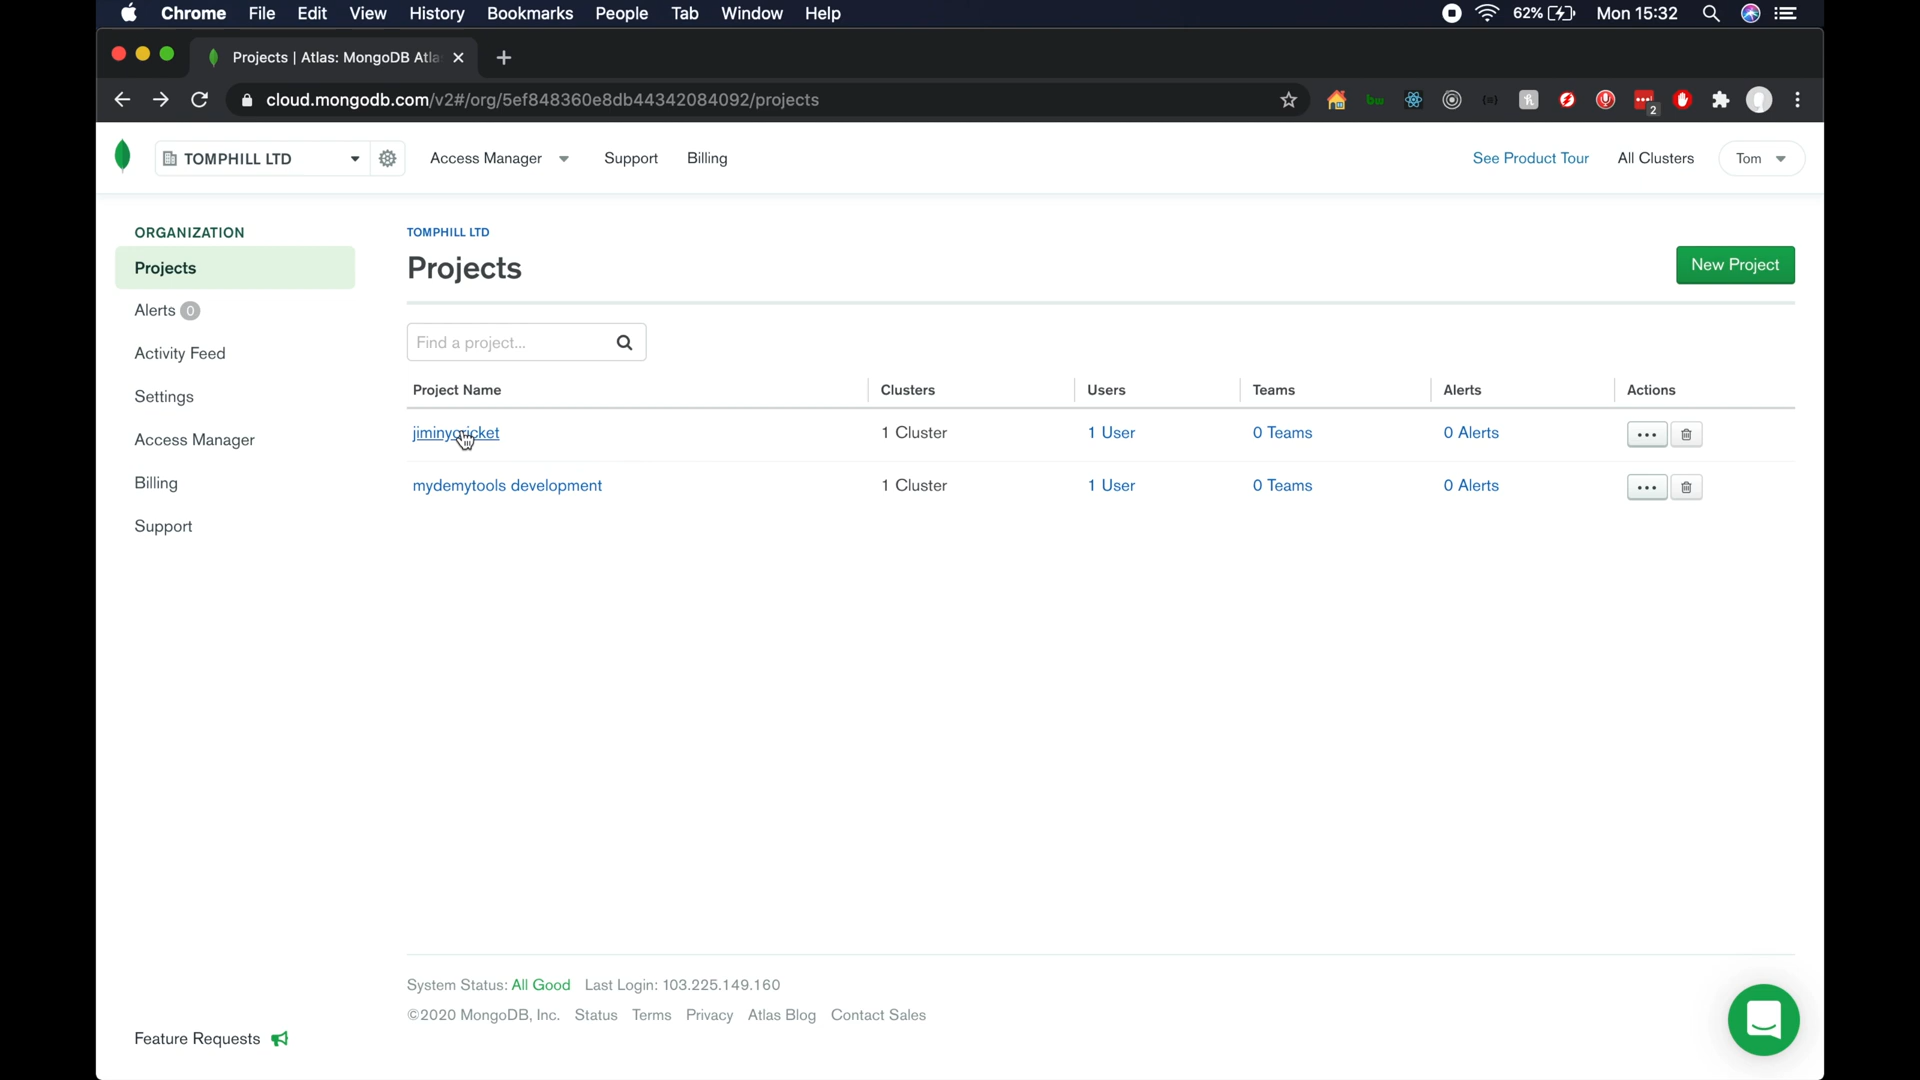 Chrome File Edit View History Bookmarks People Tab Window Help 62% Mon 15:32
Projects | Atlas: MongoDB Atla
cloud.mongodb.com/v2#/org/5ef848360e8db44342084092/projects
2
TOMPHILL LTD Access Manager Support Billing See Product Tour All Clusters Tom
ORGANIZATION
Projects
Alerts 0
Activity Feed
Settings
Access Manager
Billing
Support
Feature Requests
TOMPHILL LTD
Projects
New Project
Find a project...
Project Name Clusters Users Teams Alerts Actions
jiminycricket 1 Cluster 1 User 0 Teams 0 Alerts
mydemytools development 1 Cluster 1 User 0 Teams 0 Alerts
System Status: All Good Last Login: 103.225.149.160
©2020 MongoDB, Inc. Status Terms Privacy Atlas Blog Contact Sales